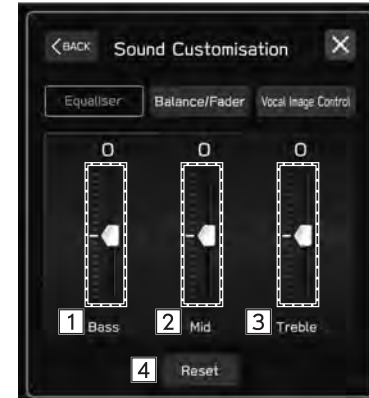 BACK Sound Customisation
Equaliser Balance/Fader Vocal Image Control
0 0 0
1 Bass 2 Mid 3 Treble
4 Reset